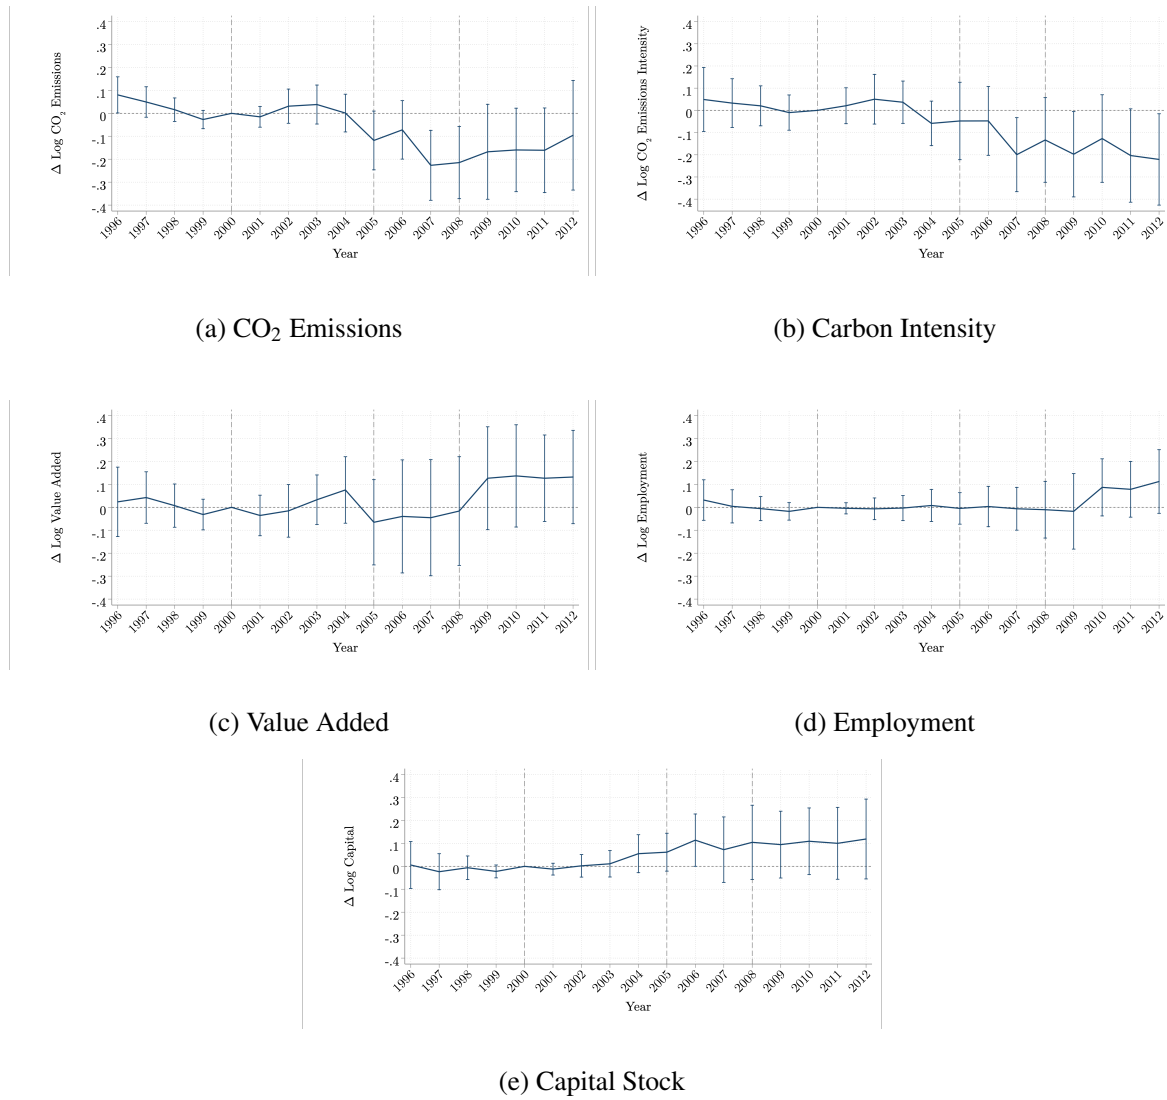 Δ Log CO₂ Emissions
.4
.3
.2
.1
0
-.1
-.2
-.3
-.4
1996 1997 1998 1999 2000 2001 2002 2003 2004 2005 2006 2007 2008 2009 2010 2011 2012
Year
(a) CO₂ Emissions
Δ Log CO₂ Emissions Intensity
.4
.3
.2
.1
0
-.1
-.2
-.3
-.4
1996 1997 1998 1999 2000 2001 2002 2003 2004 2005 2006 2007 2008 2009 2010 2011 2012
Year
(b) Carbon Intensity
Δ Log Value Added
.4
.3
.2
.1
0
-.1
-.2
-.3
-.4
1996 1997 1998 1999 2000 2001 2002 2003 2004 2005 2006 2007 2008 2009 2010 2011 2012
Year
(c) Value Added
Δ Log Employment
.4
.3
.2
.1
0
-.1
-.2
-.3
-.4
1996 1997 1998 1999 2000 2001 2002 2003 2004 2005 2006 2007 2008 2009 2010 2011 2012
Year
(d) Employment
Δ Log Capital
.4
.3
.2
.1
0
-.1
-.2
-.3
-.4
1996 1997 1998 1999 2000 2001 2002 2003 2004 2005 2006 2007 2008 2009 2010 2011 2012
Year
(e) Capital Stock